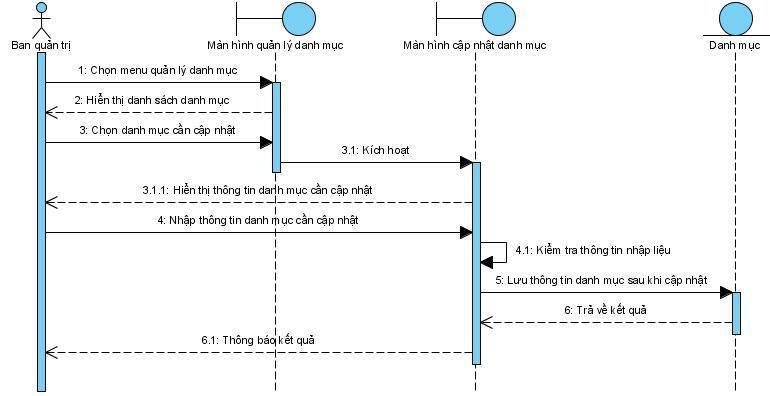 Ban quản trị
Màn hình quản lý danh mục
Màn hình cập nhật danh mục
Danh mục
1: Chọn menu quản lý danh mục
2: Hiển thị danh sách danh mục
3: Chọn danh mục cần cập nhật
3.1: Kích hoạt
3.1.1: Hiển thị thông tin danh mục cần cập nhật
4: Nhập thông tin danh mục cần cập nhật
4.1: Kiểm tra thông tin nhập liệu
5: Lưu thông tin danh mục sau khi cập nhật
6: Trả về kết quả
6.1: Thông báo kết quả